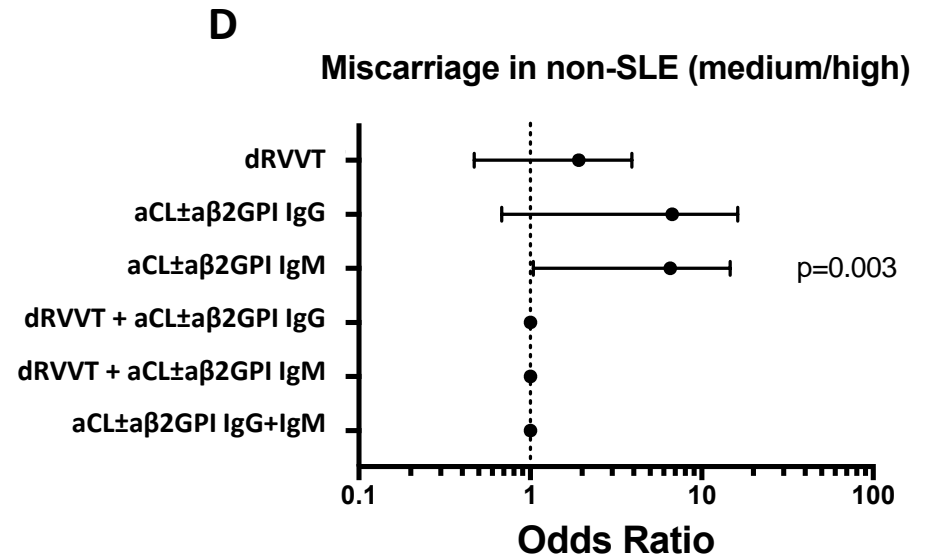 D
Miscarriage in non-SLE (medium/high)
dRVVT
aCL±aβ2GPI IgG
aCL±aβ2GPI IgM
p=0.003
dRVVT + aCL±aβ2GPI IgG
dRVVT + aCL±aβ2GPI IgM
aCL±aβ2GPI IgG+IgM
0.1 1 10 100
Odds Ratio